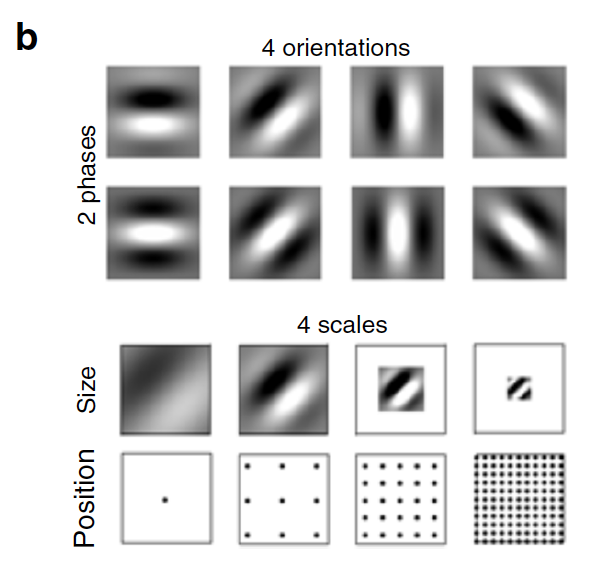 b
4 orientations
2 phases
4 scales
Size
Position